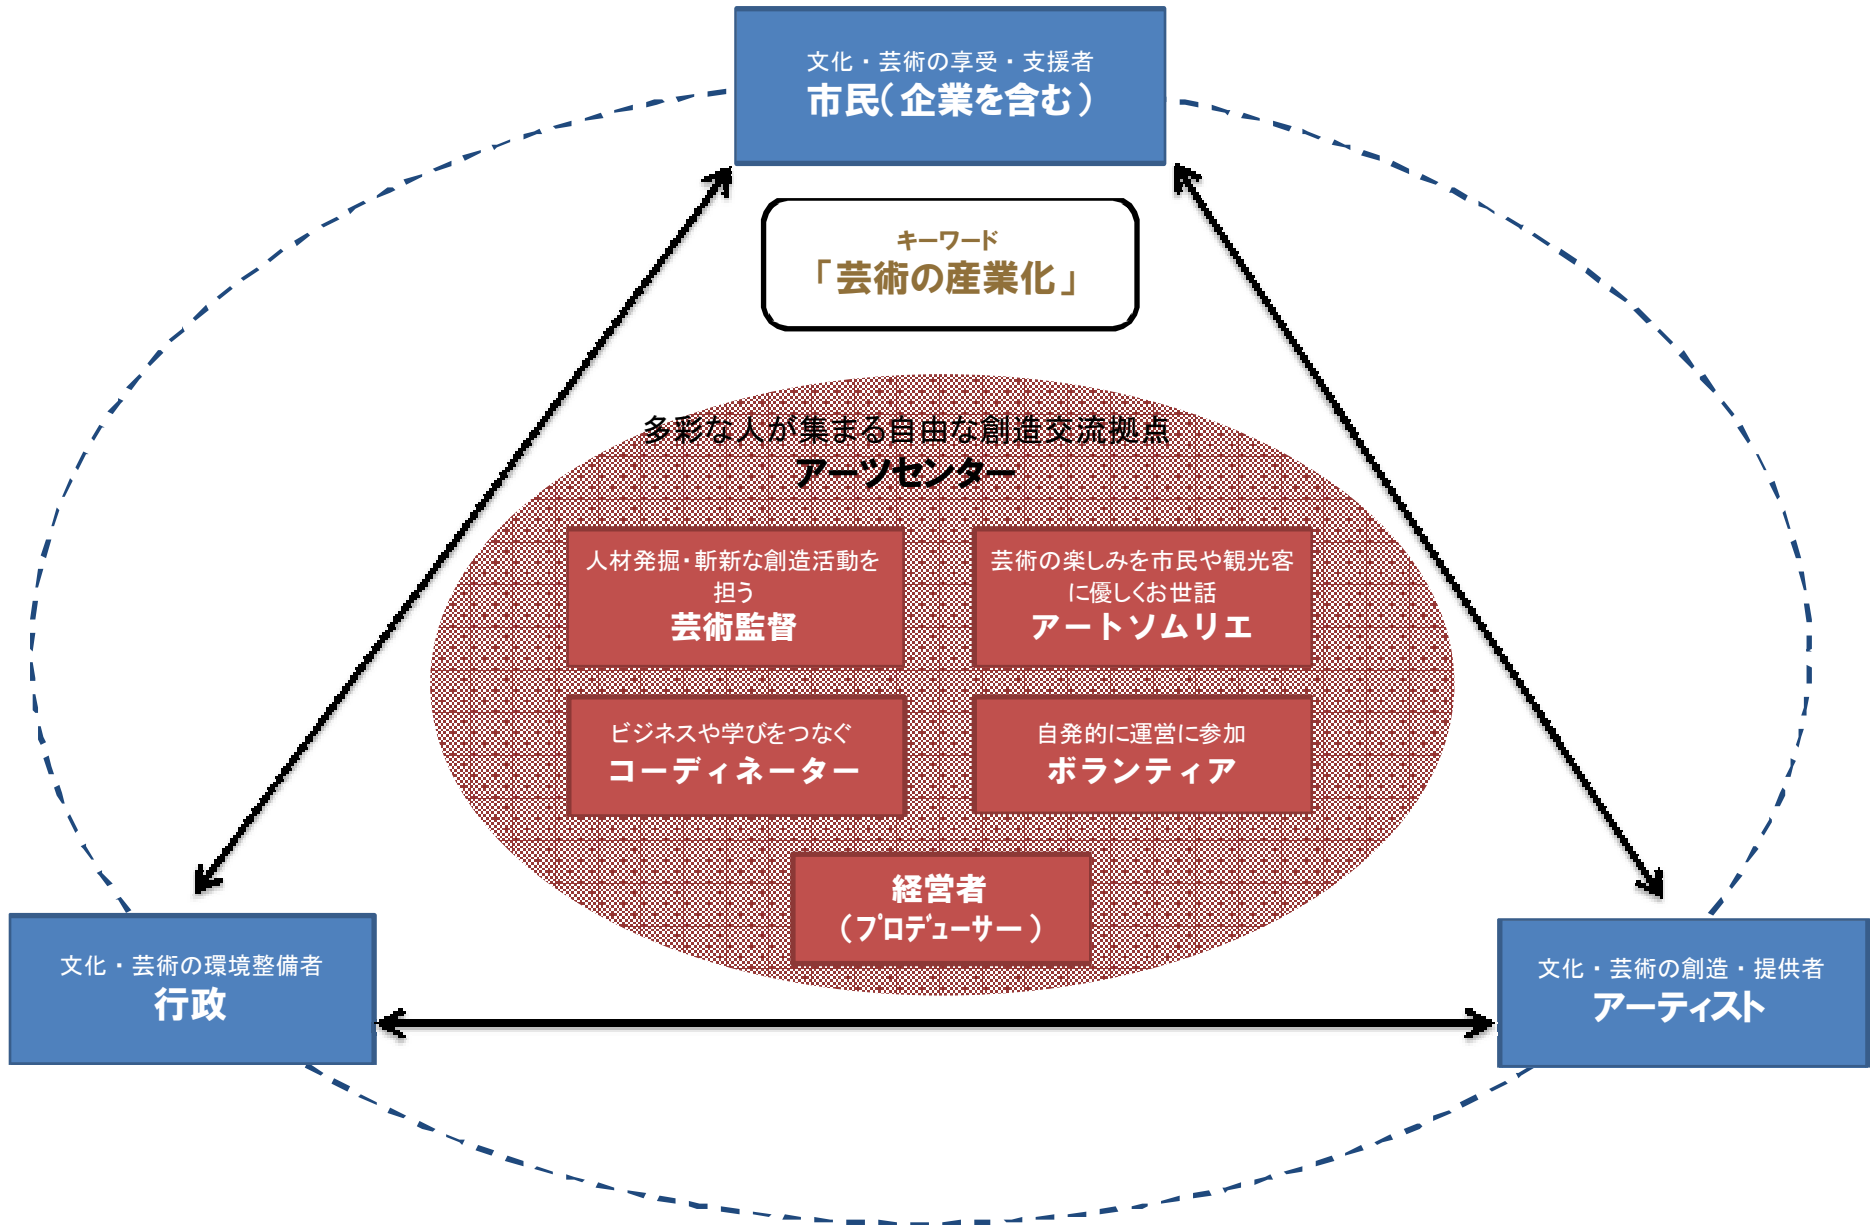 文化・芸術の享受・支援者
市民（企業を含む）
キーワード
「芸術の産業化」
多彩な人が集まる自由な創造交流拠点
アーツセンター
人材発掘・斬新な創造活動を
担う
芸術監督
芸術の楽しみを市民や観光客
に優しくお世話
アートソムリエ
ビジネスや学びをつなぐ
コーディネーター
自発的に運営に参加
ボランティア
経営者
（プロデューサー）
文化・芸術の環境整備者
行政
文化・芸術の創造・提供者
アーティスト